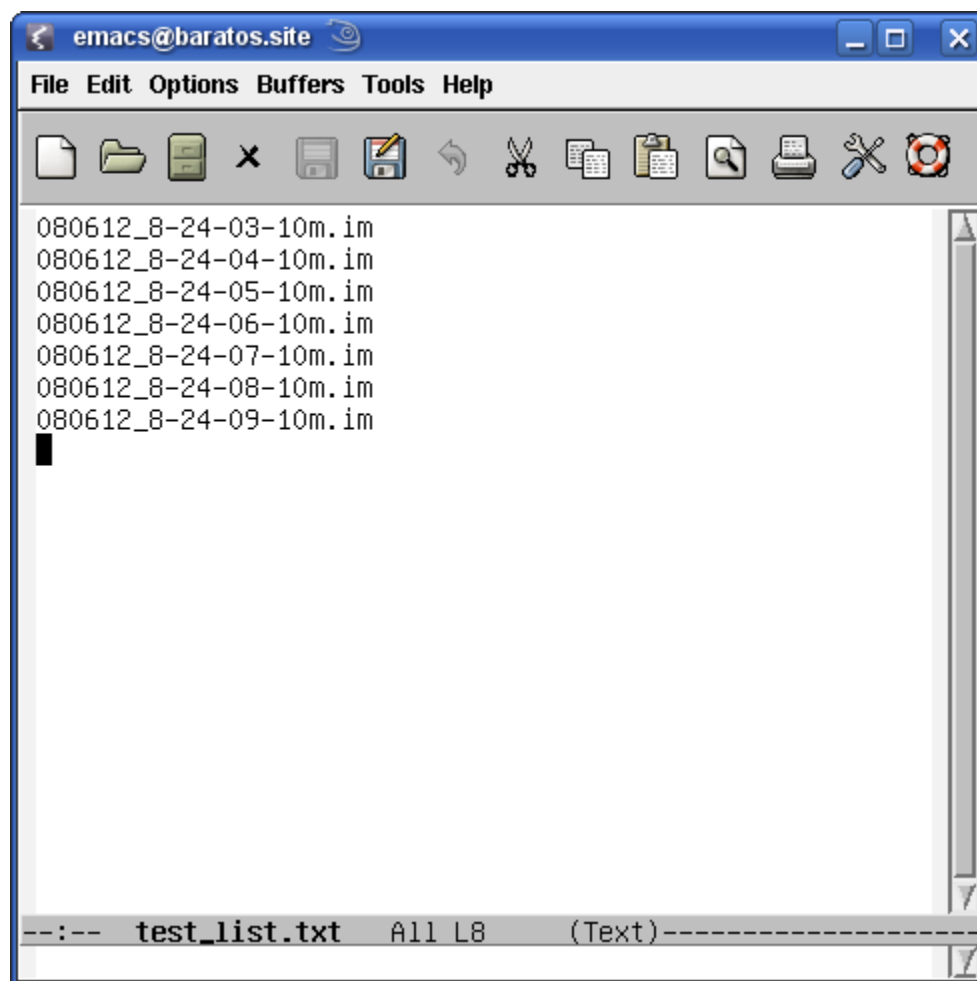 emacs@baratos.site
File Edit Options Buffers Tools Help
080612_8-24-03-10m.im
080612_8-24-04-10m.im
080612_8-24-05-10m.im
080612_8-24-06-10m.im
080612_8-24-07-10m.im
080612_8-24-08-10m.im
080612_8-24-09-10m.im
--:-- test_list.txt All L8 (Text)--------------------